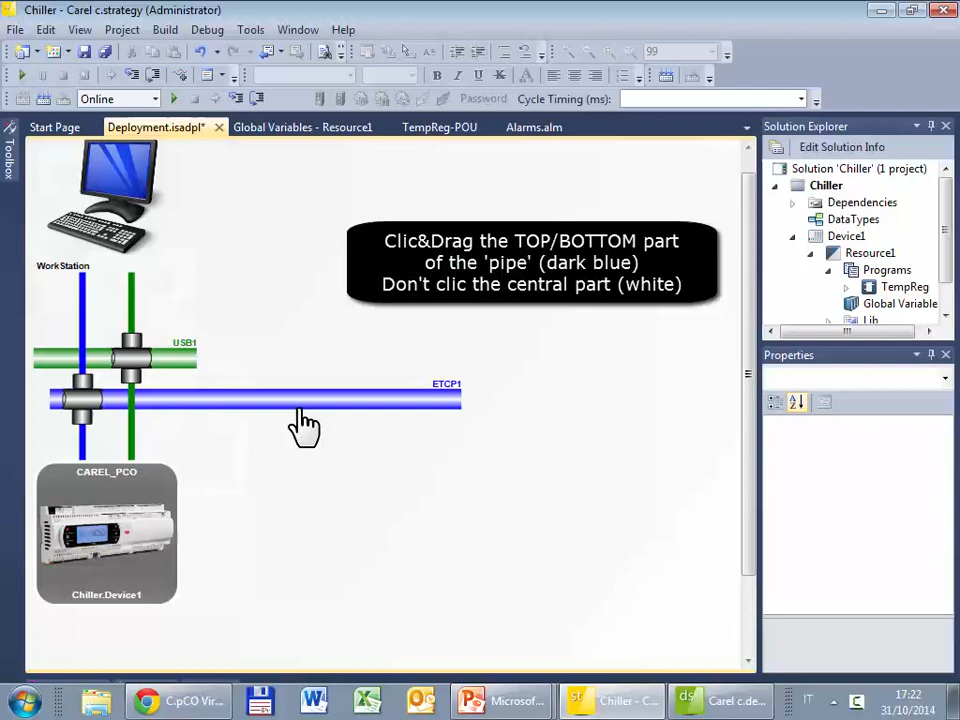 Chiller - Carel c.strategy (Administrator)
File Edit View Project Build Debug Tools Window Help
99
Online Password Cycle Timing (ms):
Toolbox
Start Page Deployment.isadpl* Global Variables - Resource1 TempReg-POU Alarms.alm
WorkStation
USB1
ETCP1
CAREL_PCO
Chiller.Device1
Clic&Drag the TOP/BOTTOM part
of the 'pipe' (dark blue)
Don't clic the central part (white)
Solution Explorer
Edit Solution Info
Solution 'Chiller' (1 project)
Chiller
Dependencies
DataTypes
Device1
Resource1
Programs
TempReg
Global Variable
Lib
Properties
C.pCO Vir... Microsof... Chiller - C... Carel c.de... IT 17:22
31/10/2014